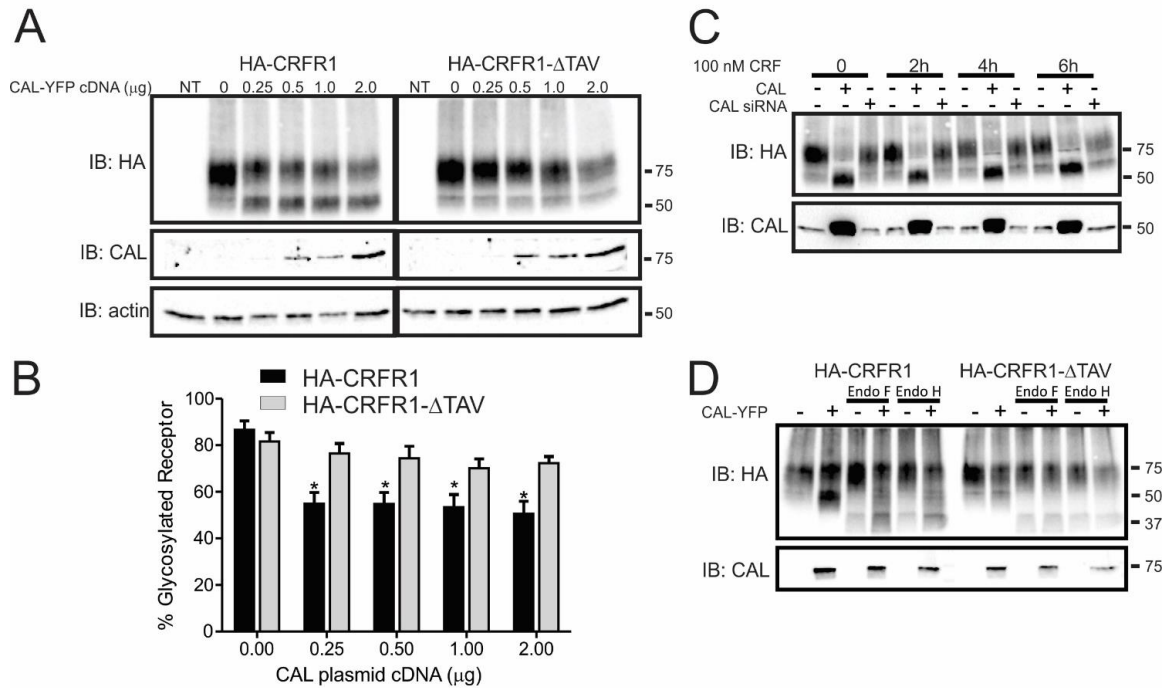 A
HA-CRFR1 HA-CRFR1-ΔTAV
CAL-YFP cDNA (µg) NT 0 0.25 0.5 1.0 2.0 NT 0 0.25 0.5 1.0 2.0
IB: HA
- 75
- 50
IB: CAL
- 75
IB: actin
- 50
B
HA-CRFR1
HA-CRFR1-ΔTAV
% Glycosylated Receptor
100
80
60
40
20
0
* * * *
0.00 0.25 0.50 1.00 2.00
CAL plasmid cDNA (µg)
C
100 nM CRF 0 2h 4h 6h
CAL - + - - + - - + - - + -
CAL siRNA - - + - - + - - + - - +
IB: HA
- 75
- 50
IB: CAL
- 50
D
HA-CRFR1 HA-CRFR1-ΔTAV
Endo F Endo H Endo F Endo H
CAL-YFP - + - + - + - + - + - +
IB: HA
- 75
- 50
- 37
IB: CAL
- 75